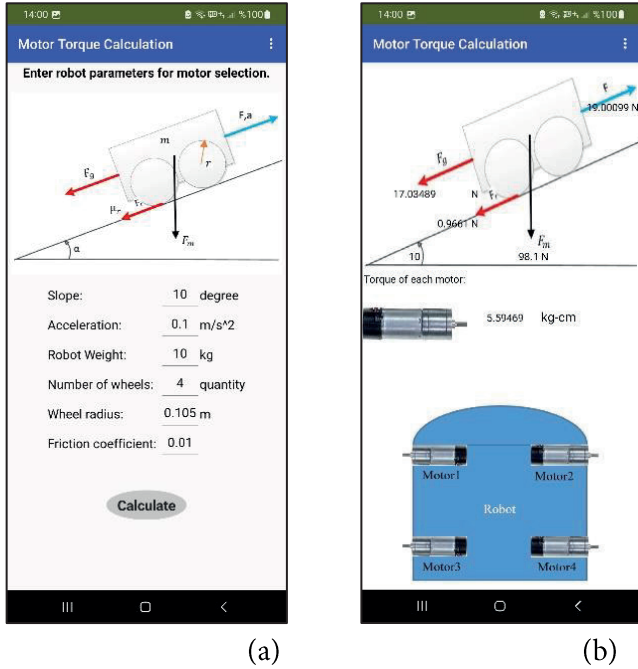 14:00 %100
Motor Torque Calculation
Enter robot parameters for motor selection.
F,a
m
r
Fg
Fr
μr
Fm
α
Slope: 10 degree
Acceleration: 0.1 m/s^2
Robot Weight: 10 kg
Number of wheels: 4 quantity
Wheel radius: 0.105 m
Friction coefficient: 0.01
Calculate
(a)
14:00 %100
Motor Torque Calculation
F
19.00099 N
Fg
17.03489 N
Fr
0.9661 N
Fm
10 98.1 N
Torque of each motor:
5.59469 kg-cm
Motor1 Motor2
Robot
Motor3 Motor4
(b)